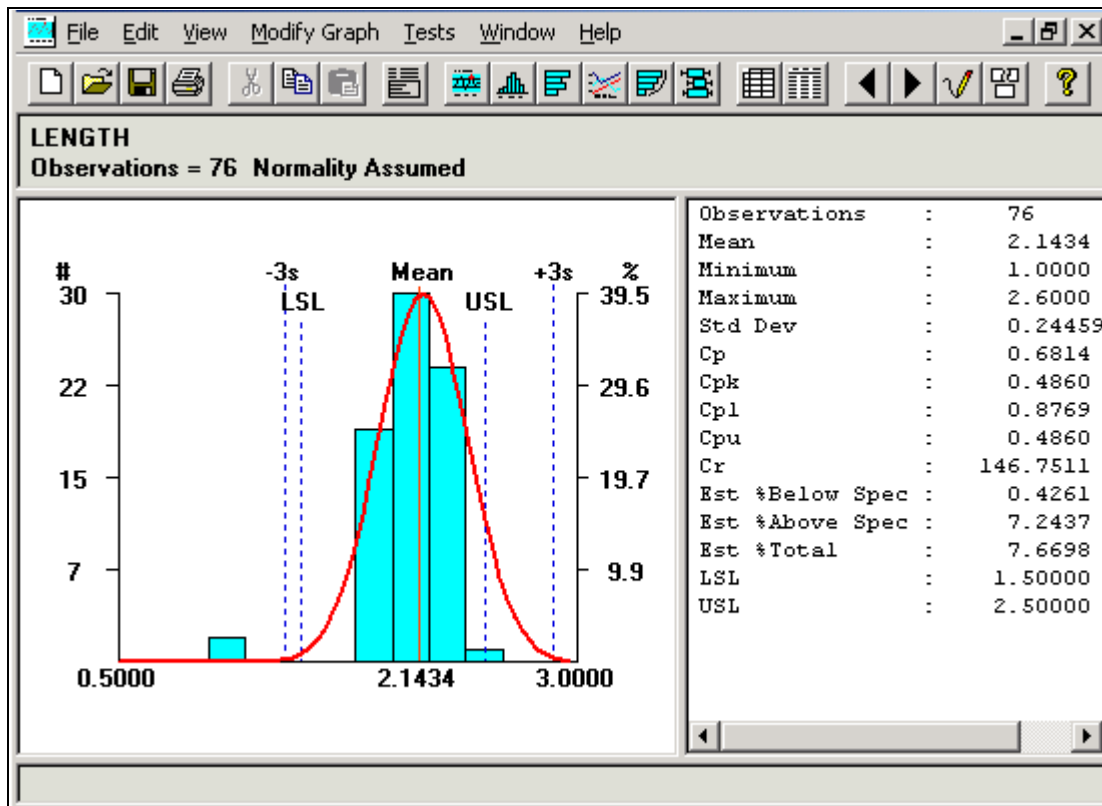 File Edit View Modify Graph Tests Window Help
LENGTH
Observations = 76 Normality Assumed
# -3s Mean +3s %
30 LSL USL 39.5
22 29.6
15 19.7
7 9.9
0.5000 2.1434 3.0000
Observations : 76
Mean : 2.1434
Minimum : 1.0000
Maximum : 2.6000
Std Dev : 0.24459
Cp : 0.6814
Cpk : 0.4860
Cpl : 0.8769
Cpu : 0.4860
Cr : 146.7511
Est %Below Spec : 0.4261
Est %Above Spec : 7.2437
Est %Total : 7.6698
LSL : 1.50000
USL : 2.50000